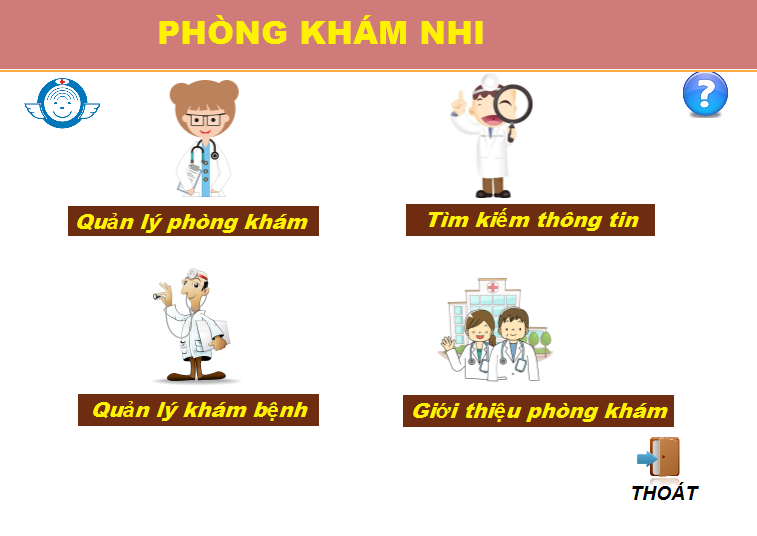 PHÒNG KHÁM NHI
?
Quản lý phòng khám
Tìm kiếm thông tin
Quản lý khám bệnh
Giới thiệu phòng khám
THOÁT